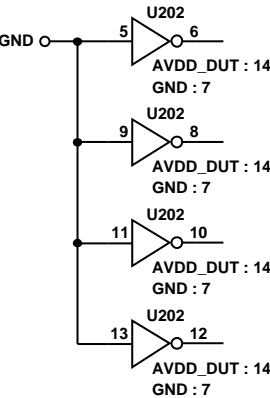 U202
GND 5 6
AVDD_DUT : 14
GND : 7
U202
9 8
AVDD_DUT : 14
GND : 7
U202
11 10
AVDD_DUT : 14
GND : 7
U202
13 12
AVDD_DUT : 14
GND : 7